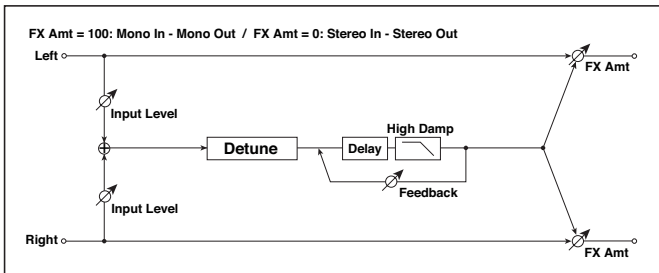 FX Amt = 100: Mono In - Mono Out / FX Amt = 0: Stereo In - Stereo Out
Left
FX Amt
Input Level
High Damp
Detune
Delay
Feedback
Input Level
Right
FX Amt